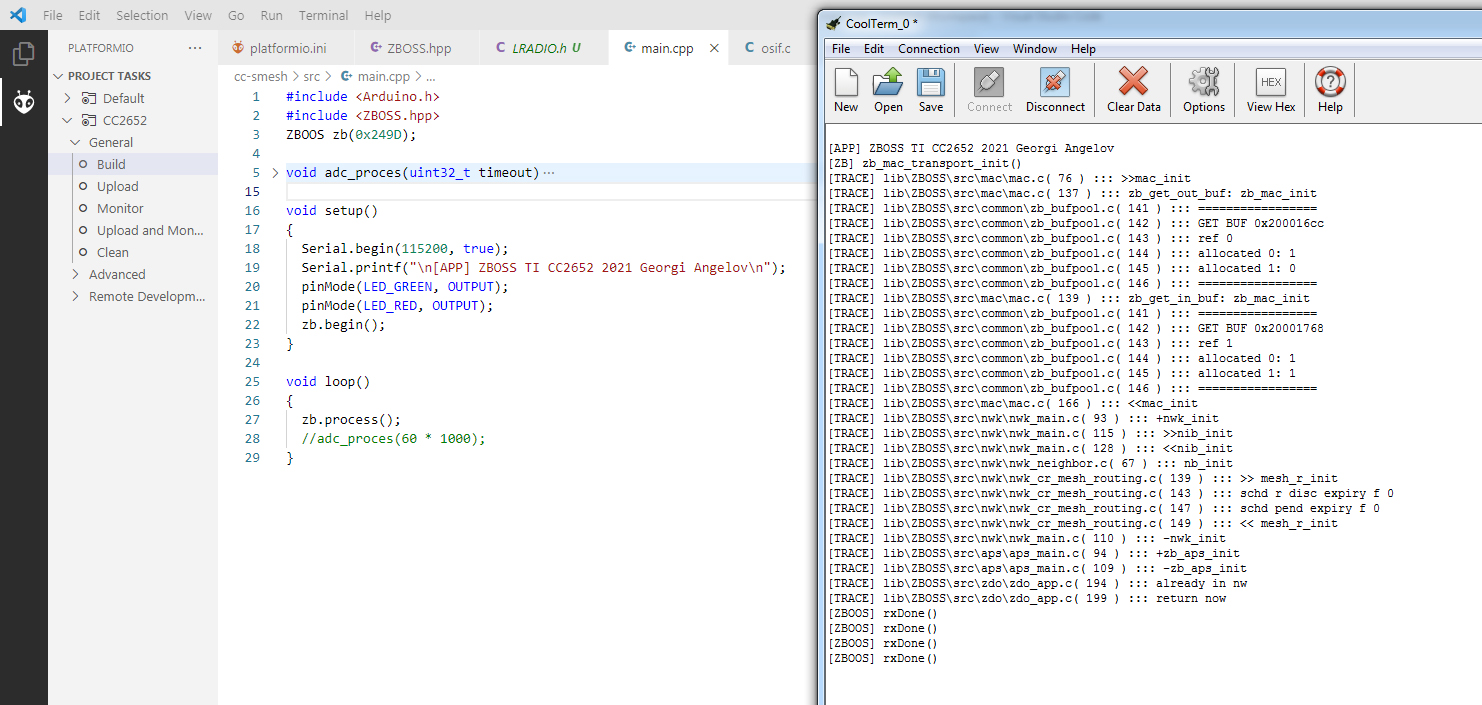 File Edit Selection View Go Run Terminal Help
PLATFORMIO ···
PROJECT TASKS
Default
CC2652
General
Build
Upload
Monitor
Upload and Mon...
Clean
Advanced
Remote Developm...
platformio.ini ZBOSS.hpp LRADIO.h U main.cpp osif.c
cc-smesh > src > main.cpp > ...
1 #include <Arduino.h>
2 #include <ZBOSS.hpp>
3 ZBOOS zb(0x249D);
4
5 void adc_proces(uint32_t timeout)···
15
16 void setup()
17 {
18 Serial.begin(115200, true);
19 Serial.printf("\n[APP] ZBOSS TI CC2652 2021 Georgi Angelov\n");
20 pinMode(LED_GREEN, OUTPUT);
21 pinMode(LED_RED, OUTPUT);
22 zb.begin();
23 }
24
25 void loop()
26 {
27 zb.process();
28 //adc_proces(60 * 1000);
29 }
CoolTerm_0 *
File Edit Connection View Window Help
HEX
New Open Save Connect Disconnect Clear Data Options View Hex Help
[APP] ZBOSS TI CC2652 2021 Georgi Angelov
[ZB] zb_mac_transport_init()
[TRACE] lib\ZBOSS\src\mac\mac.c( 76 ) ::: >>mac_init
[TRACE] lib\ZBOSS\src\mac\mac.c( 137 ) ::: zb_get_out_buf: zb_mac_init
[TRACE] lib\ZBOSS\src\common\zb_bufpool.c( 141 ) ::: =================
[TRACE] lib\ZBOSS\src\common\zb_bufpool.c( 142 ) ::: GET BUF 0x200016cc
[TRACE] lib\ZBOSS\src\common\zb_bufpool.c( 143 ) ::: ref 0
[TRACE] lib\ZBOSS\src\common\zb_bufpool.c( 144 ) ::: allocated 0: 1
[TRACE] lib\ZBOSS\src\common\zb_bufpool.c( 145 ) ::: allocated 1: 0
[TRACE] lib\ZBOSS\src\common\zb_bufpool.c( 146 ) ::: =================
[TRACE] lib\ZBOSS\src\mac\mac.c( 139 ) ::: zb_get_in_buf: zb_mac_init
[TRACE] lib\ZBOSS\src\common\zb_bufpool.c( 141 ) ::: =================
[TRACE] lib\ZBOSS\src\common\zb_bufpool.c( 142 ) ::: GET BUF 0x20001768
[TRACE] lib\ZBOSS\src\common\zb_bufpool.c( 143 ) ::: ref 1
[TRACE] lib\ZBOSS\src\common\zb_bufpool.c( 144 ) ::: allocated 0: 1
[TRACE] lib\ZBOSS\src\common\zb_bufpool.c( 145 ) ::: allocated 1: 1
[TRACE] lib\ZBOSS\src\common\zb_bufpool.c( 146 ) ::: =================
[TRACE] lib\ZBOSS\src\mac\mac.c( 166 ) ::: <<mac_init
[TRACE] lib\ZBOSS\src\nwk\nwk_main.c( 93 ) ::: +nwk_init
[TRACE] lib\ZBOSS\src\nwk\nwk_main.c( 115 ) ::: >>nib_init
[TRACE] lib\ZBOSS\src\nwk\nwk_main.c( 128 ) ::: <<nib_init
[TRACE] lib\ZBOSS\src\nwk\nwk_neighbor.c( 67 ) ::: nb_init
[TRACE] lib\ZBOSS\src\nwk\nwk_cr_mesh_routing.c( 139 ) ::: >> mesh_r_init
[TRACE] lib\ZBOSS\src\nwk\nwk_cr_mesh_routing.c( 143 ) ::: schd r disc expiry f 0
[TRACE] lib\ZBOSS\src\nwk\nwk_cr_mesh_routing.c( 147 ) ::: schd pend expiry f 0
[TRACE] lib\ZBOSS\src\nwk\nwk_cr_mesh_routing.c( 149 ) ::: << mesh_r_init
[TRACE] lib\ZBOSS\src\nwk\nwk_main.c( 110 ) ::: -nwk_init
[TRACE] lib\ZBOSS\src\aps\aps_main.c( 94 ) ::: +zb_aps_init
[TRACE] lib\ZBOSS\src\aps\aps_main.c( 109 ) ::: -zb_aps_init
[TRACE] lib\ZBOSS\src\zdo\zdo_app.c( 194 ) ::: already in nw
[TRACE] lib\ZBOSS\src\zdo\zdo_app.c( 199 ) ::: return now
[ZBOOS] rxDone()
[ZBOOS] rxDone()
[ZBOOS] rxDone()
[ZBOOS] rxDone()